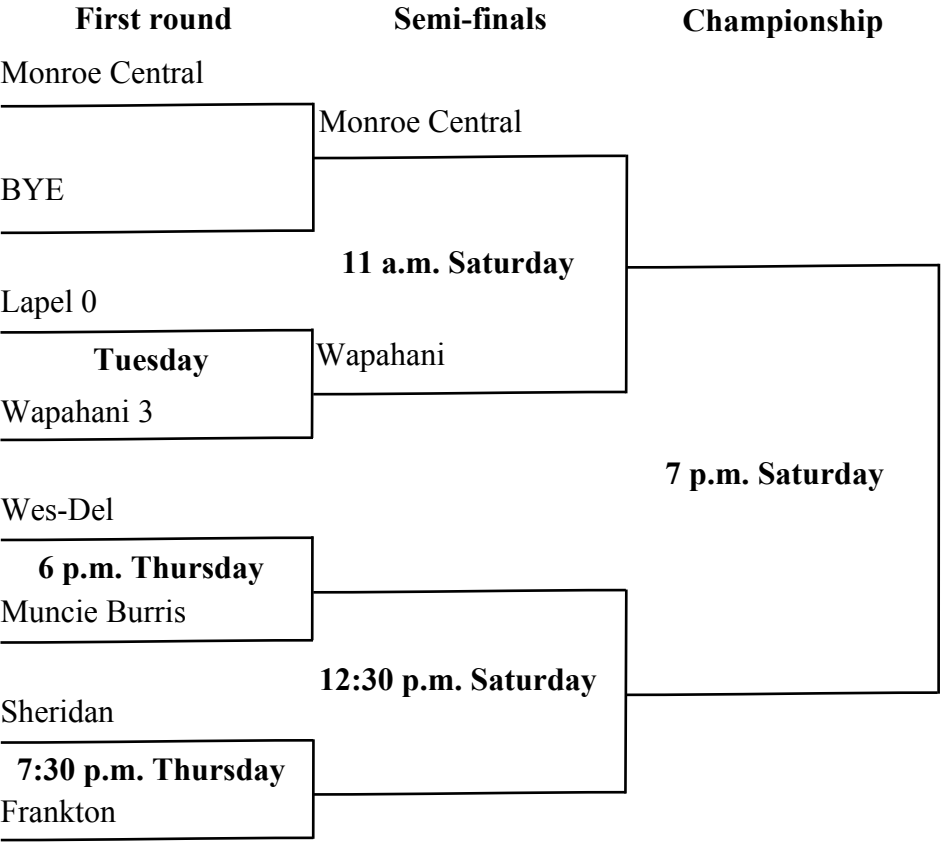 First round
Semi-finals
Championship
Monroe Central
Monroe Central
BYE
11 a.m. Saturday
Lapel 0
Tuesday
Wapahani
Wapahani 3
7 p.m. Saturday
Wes-Del
6 p.m. Thursday
Muncie Burris
12:30 p.m. Saturday
Sheridan
7:30 p.m. Thursday
Frankton